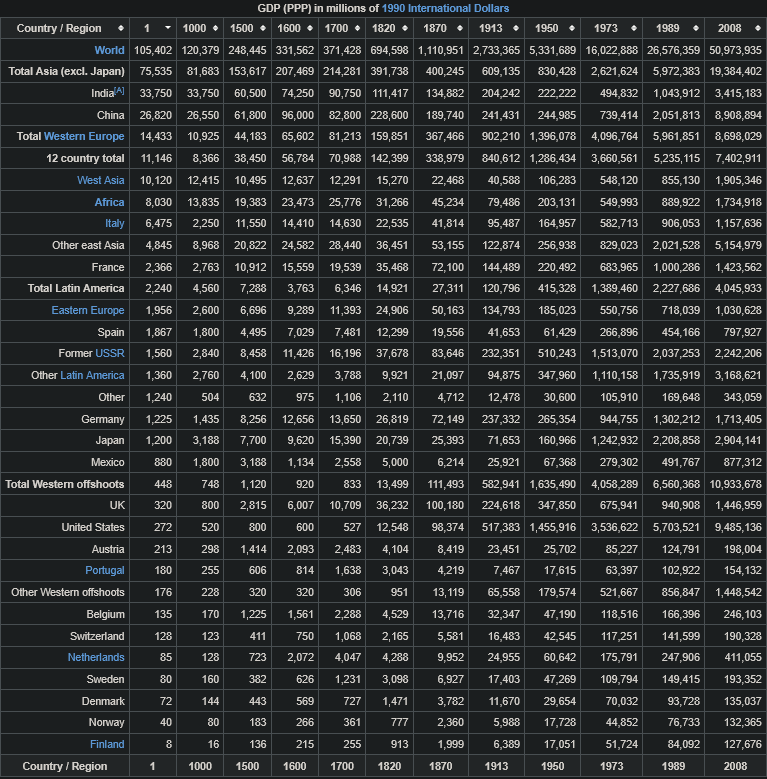 GDP (PPP) in millions of 1990 International Dollars
Country / Region 1 1000 1500 1600 1700 1820 1870 1913 1950 1973 1989 2008
World 105,402 120,379 248,445 331,562 371,428 694,598 1,110,951 2,733,365 5,331,689 16,022,888 26,576,359 50,973,935
Total Asia (excl. Japan) 75,535 81,683 153,617 207,469 214,281 391,738 400,245 609,135 830,428 2,621,624 5,972,383 19,384,402
India[A] 33,750 33,750 60,500 74,250 90,750 111,417 134,882 204,242 222,222 494,832 1,043,912 3,415,183
China 26,820 26,550 61,800 96,000 82,800 228,600 189,740 241,431 244,985 739,414 2,051,813 8,908,894
Total Western Europe 14,433 10,925 44,183 65,602 81,213 159,851 367,466 902,210 1,396,078 4,096,764 5,961,851 8,698,029
12 country total 11,146 8,366 38,450 56,784 70,988 142,399 338,979 840,612 1,286,434 3,660,561 5,235,115 7,402,911
West Asia 10,120 12,415 10,495 12,637 12,291 15,270 22,468 40,588 106,283 548,120 855,130 1,905,346
Africa 8,030 13,835 19,383 23,473 25,776 31,266 45,234 79,486 203,131 549,993 889,922 1,734,918
Italy 6,475 2,250 11,550 14,410 14,630 22,535 41,814 95,487 164,957 582,713 906,053 1,157,636
Other east Asia 4,845 8,968 20,822 24,582 28,440 36,451 53,155 122,874 256,938 829,023 2,021,528 5,154,979
France 2,366 2,763 10,912 15,559 19,539 35,468 72,100 144,489 220,492 683,965 1,000,286 1,423,562
Total Latin America 2,240 4,560 7,288 3,763 6,346 14,921 27,311 120,796 415,328 1,389,460 2,227,686 4,045,933
Eastern Europe 1,956 2,600 6,696 9,289 11,393 24,906 50,163 134,793 185,023 550,756 718,039 1,030,628
Spain 1,867 1,800 4,495 7,029 7,481 12,299 19,556 41,653 61,429 266,896 454,166 797,927
Former USSR 1,560 2,840 8,458 11,426 16,196 37,678 83,646 232,351 510,243 1,513,070 2,037,253 2,242,206
Other Latin America 1,360 2,760 4,100 2,629 3,788 9,921 21,097 94,875 347,960 1,110,158 1,735,919 3,168,621
Other 1,240 504 632 975 1,106 2,110 4,712 12,478 30,600 105,910 169,648 343,059
Germany 1,225 1,435 8,256 12,656 13,650 26,819 72,149 237,332 265,354 944,755 1,302,212 1,713,405
Japan 1,200 3,188 7,700 9,620 15,390 20,739 25,393 71,653 160,966 1,242,932 2,208,858 2,904,141
Mexico 880 1,800 3,188 1,134 2,558 5,000 6,214 25,921 67,368 279,302 491,767 877,312
Total Western offshoots 448 748 1,120 920 833 13,499 111,493 582,941 1,635,490 4,058,289 6,560,368 10,933,678
UK 320 800 2,815 6,007 10,709 36,232 100,180 224,618 347,850 675,941 940,908 1,446,959
United States 272 520 800 600 527 12,548 98,374 517,383 1,455,916 3,536,622 5,703,521 9,485,136
Austria 213 298 1,414 2,093 2,483 4,104 8,419 23,451 25,702 85,227 124,791 198,004
Portugal 180 255 606 814 1,638 3,043 4,219 7,467 17,615 63,397 102,922 154,132
Other Western offshoots 176 228 320 320 306 951 13,119 65,558 179,574 521,667 856,847 1,448,542
Belgium 135 170 1,225 1,561 2,288 4,529 13,716 32,347 47,190 118,516 166,396 246,103
Switzerland 128 123 411 750 1,068 2,165 5,581 16,483 42,545 117,251 141,599 190,328
Netherlands 85 128 723 2,072 4,047 4,288 9,952 24,955 60,642 175,791 247,906 411,055
Sweden 80 160 382 626 1,231 3,098 6,927 17,403 47,269 109,794 149,415 193,352
Denmark 72 144 443 569 727 1,471 3,782 11,670 29,654 70,032 93,728 135,037
Norway 40 80 183 266 361 777 2,360 5,988 17,728 44,852 76,733 132,365
Finland 8 16 136 215 255 913 1,999 6,389 17,051 51,724 84,092 127,676
Country / Region 1 1000 1500 1600 1700 1820 1870 1913 1950 1973 1989 2008